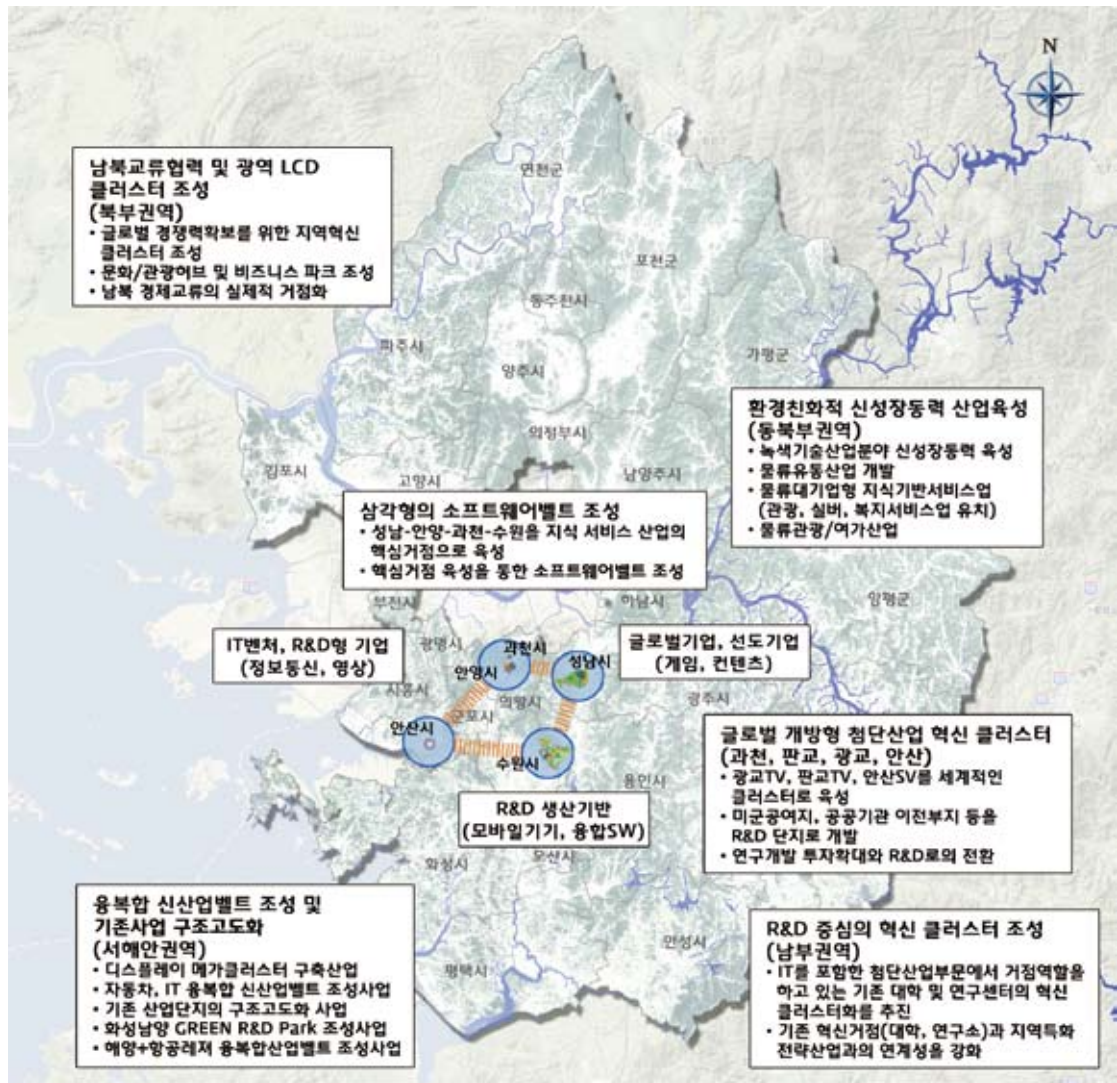 N
남북교류협력 및 광역 LCD
클러스터 조성
(북부권역)
• 글로벌 경쟁력확보를 위한 지역혁신
클러스터 조성
• 문화/관광허브 및 비즈니스 파크 조성
• 남북 경제교류의 실제적 거점화
연천군
포천군
동두천시
파주시
가평군
양주시
의정부시
김포시
고양시
남양주시
환경친화적 신성장동력 산업육성
(동북부권역)
• 녹색기술산업분야 신성장동력 육성
• 물류유통산업 개발
• 물류대기업형 지식기반서비스업
(관광, 실버, 복지서비스업 유치)
• 물류관광/여가산업
삼각형의 소프트웨어벨트 조성
• 성남-안양-과천-수원을 지식 서비스 산업의
핵심거점으로 육성
• 핵심거점 육성을 통한 소프트웨어벨트 조성
부천시
하남시
양평군
IT벤처, R&D형 기업
(정보통신, 영상)
광명시
과천시
안양시
성남시
글로벌기업, 선도기업
(게임, 컨텐츠)
시흥시
의왕시
군포시
광주시
안산시
수원시
용인시
글로벌 개방형 첨단산업 혁신 클러스터
(과천, 판교, 광교, 안산)
• 광교TV, 판교TV, 안산SV를 세계적인
클러스터로 육성
• 미군공여지, 공공기관 이전부지 등을
R&D 단지로 개발
• 연구개발 투자확대와 R&D로의 전환
R&D 생산기반
(모바일기기, 융합SW)
화성시
오산시
융복합 신산업벨트 조성 및
기존사업 구조고도화
(서해안권역)
• 디스플레이 메가클러스터 구축산업
• 자동차, IT 융복합 신산업벨트 조성사업
• 기존 산업단지의 구조고도화 사업
• 화성남양 GREEN R&D Park 조성사업
• 해양+항공레저 융복합산업벨트 조성사업
평택시
안성시
R&D 중심의 혁신 클러스터 조성
(남부권역)
• IT를 포함한 첨단산업부문에서 거점역할을
하고 있는 기존 대학 및 연구센터의 혁신
클러스터화를 추진
• 기존 혁신거점(대학, 연구소)과 지역특화
전략산업과의 연계성을 강화